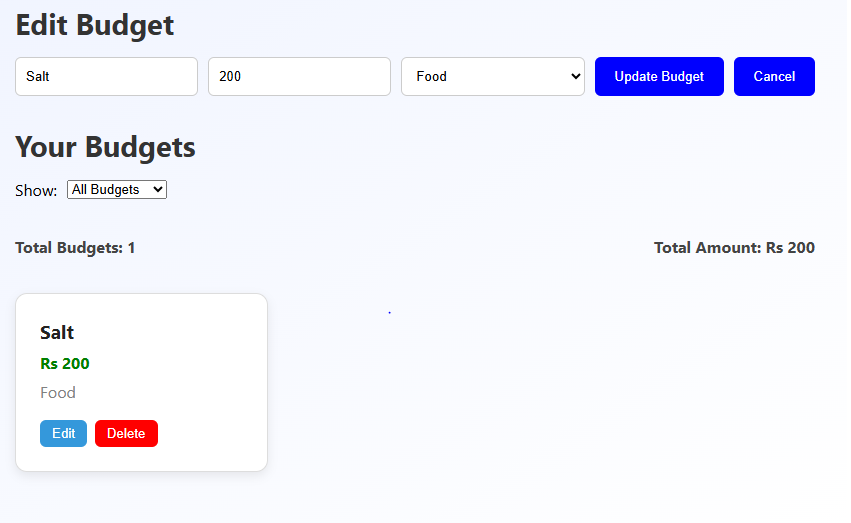 Edit Budget
Salt 200 Food Update Budget Cancel
Your Budgets
Show: All Budgets
Total Budgets: 1 Total Amount: Rs 200
Salt
Rs 200
Food
Edit Delete